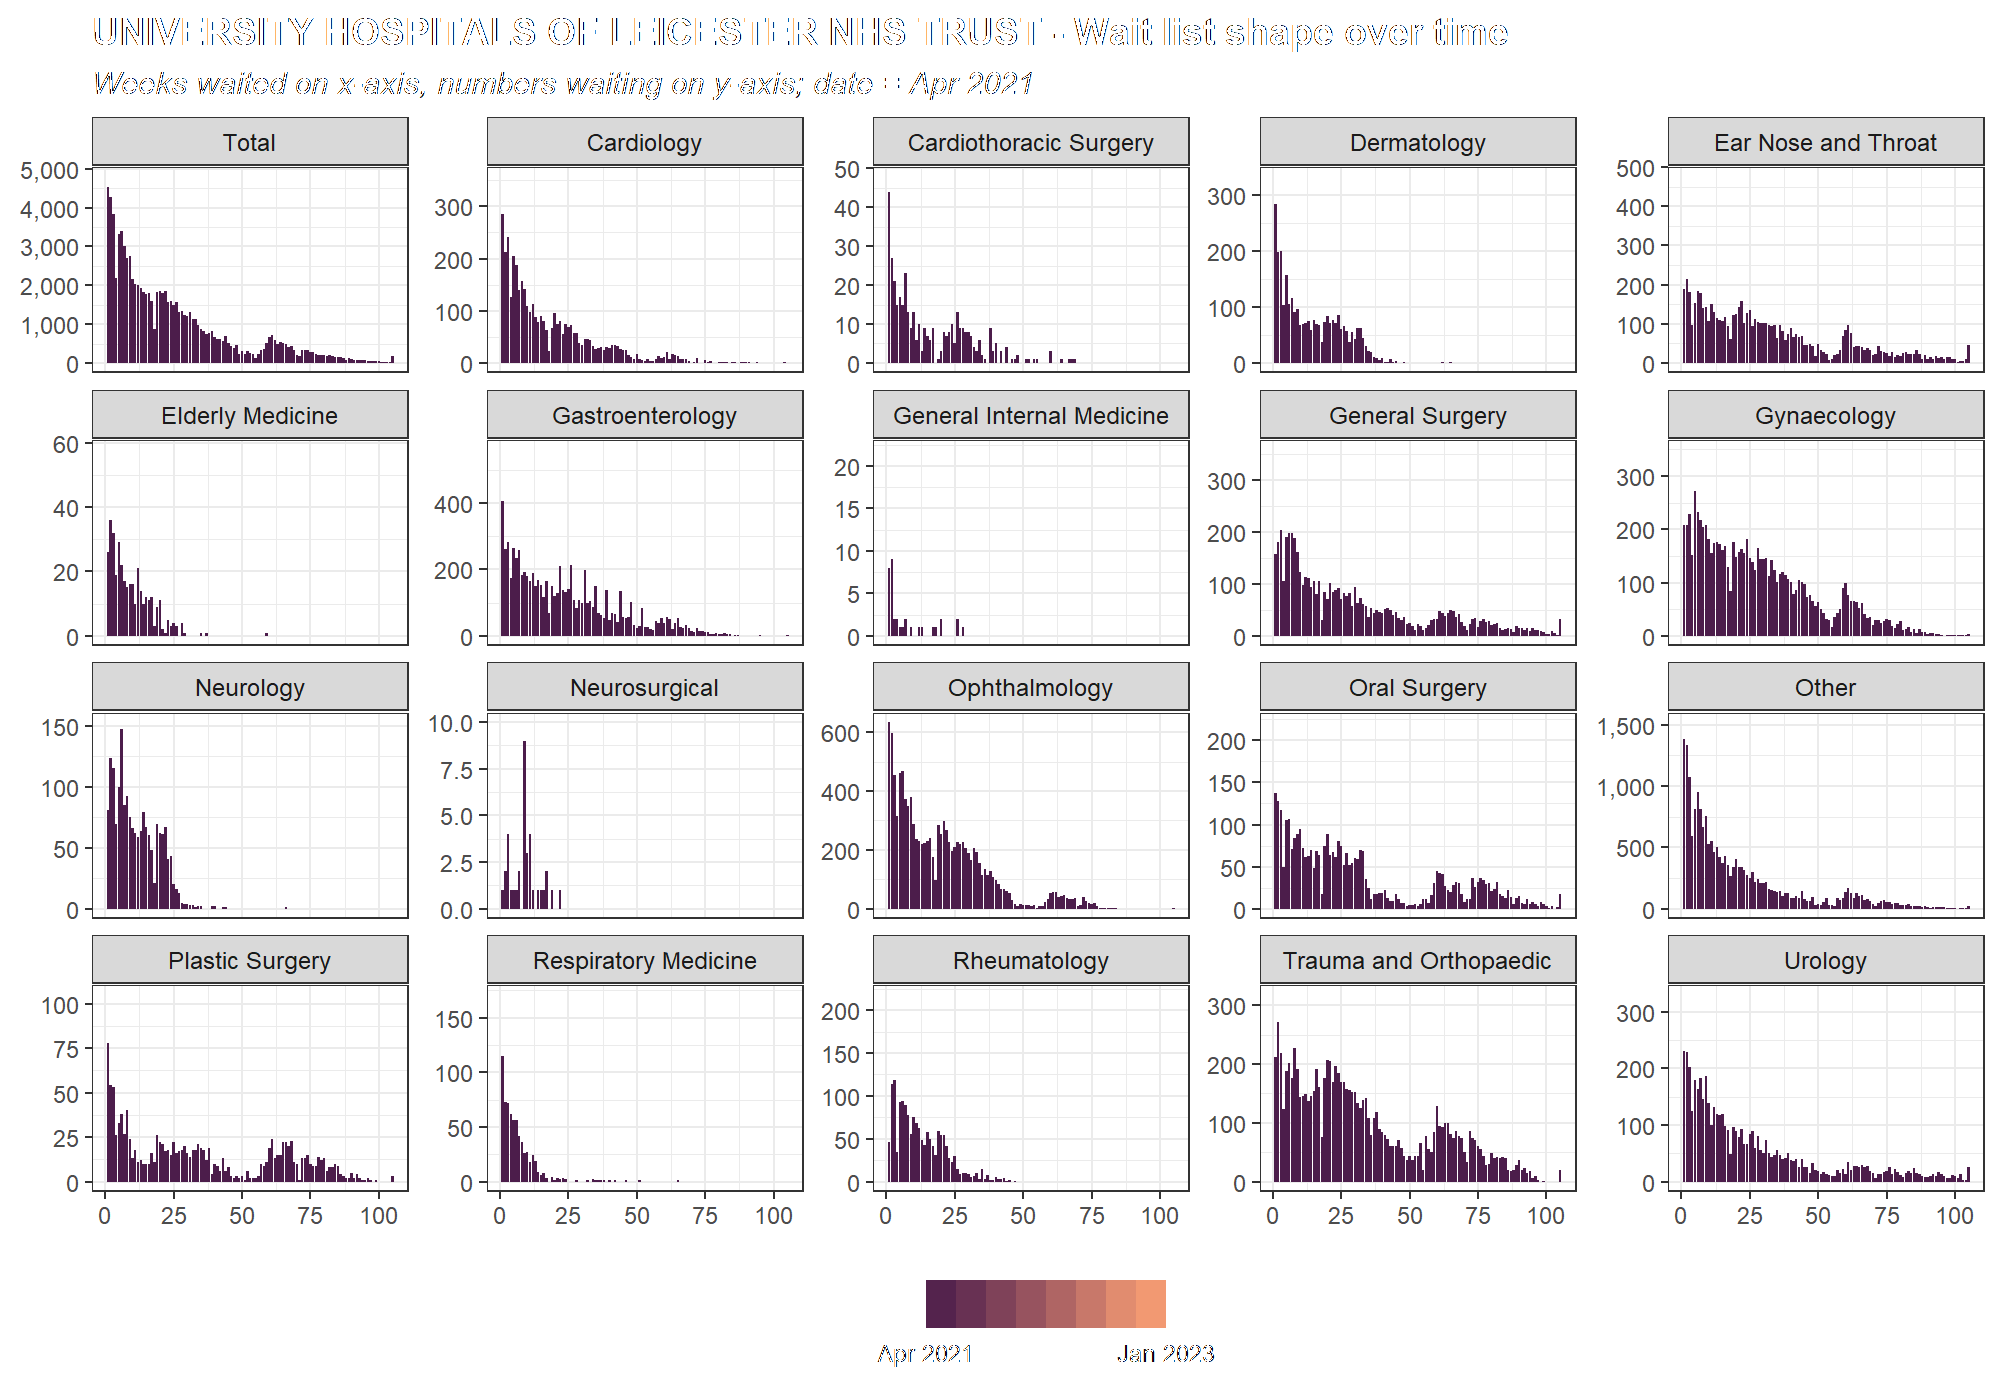 UNIVERSITY HOSPITALS OF LEICESTER NHS TRUST - Wait list shape over time
Weeks waited on x-axis, numbers waiting on y-axis; date = Apr 2021
Total Cardiology Cardiothoracic Surgery Dermatology Ear Nose and Throat
5,000 300 50 300 500
4,000 200 40 200 400
3,000 100 30 100 300
2,000 0 20 0 200
1,000 10 100
0 0 0
Elderly Medicine Gastroenterology General Internal Medicine General Surgery Gynaecology
60 400 20 300 300
40 200 15 200 200
20 0 10 100 100
0 5 0 0
0
Neurology Neurosurgical Ophthalmology Oral Surgery Other
150 10.0 600 200 1,500
100 7.5 400 150 1,000
50 5.0 200 100 500
0 2.5 0 50 0
0.0 0
Plastic Surgery Respiratory Medicine Rheumatology Trauma and Orthopaedic Urology
100 150 200 300 300
75 100 150 200 200
50 50 100 100 100
25 0 50 0 0
0 0
0 25 50 75 100 0 25 50 75 100 0 25 50 75 100 0 25 50 75 100 0 25 50 75 100
Apr 2021 Jan 2023